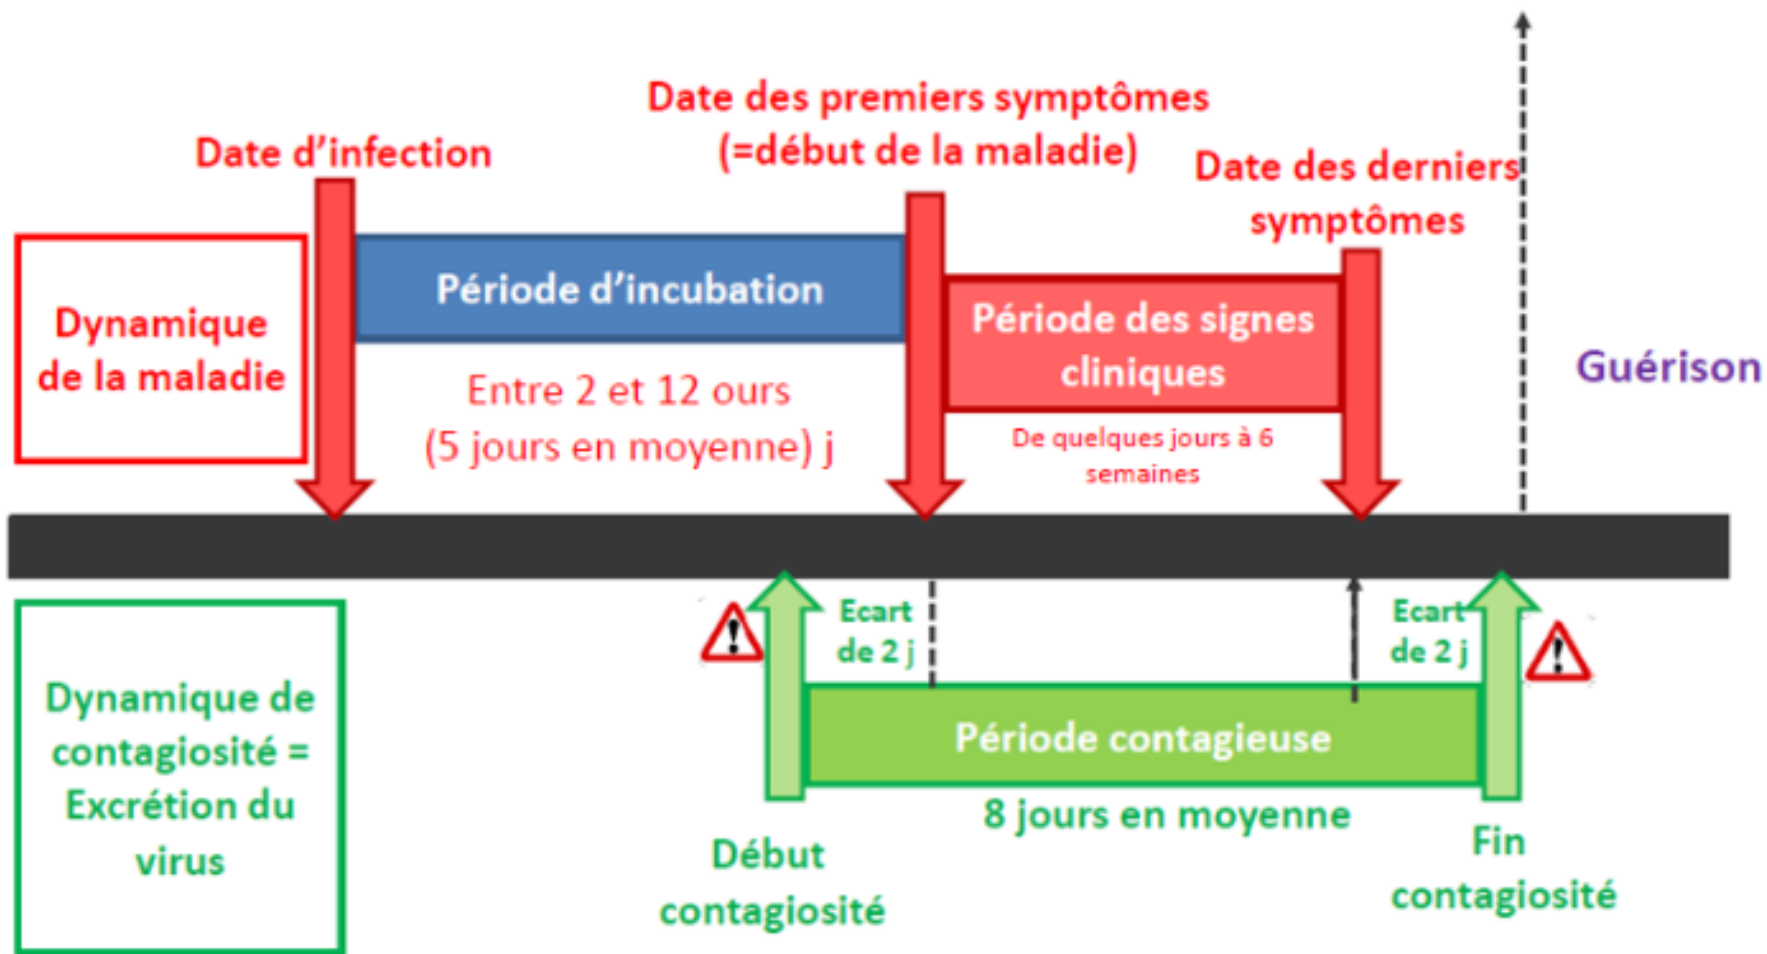 Date des premiers symptômes
(=début de la maladie)
Date d'infection
Date des derniers
symptômes
Dynamique
de la maladie
Période d'incubation
Entre 2 et 12 ours
(5 jours en moyenne) j
Période des signes
cliniques
De quelques jours à 6
semaines
Guérison
Dynamique de
contagiosité =
Excrétion du
virus
Ecart
de 2 j
Ecart
de 2 j
Période contagieuse
8 jours en moyenne
Début
contagiosité
Fin
contagiosité